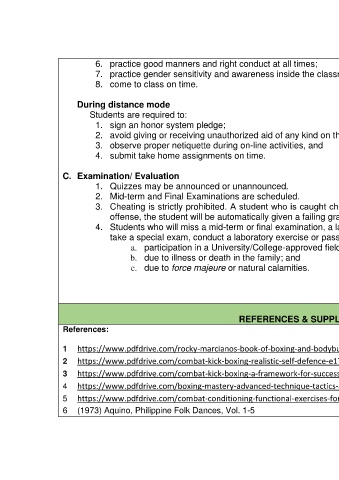 6. practice good manners and right conduct at all times;
7. practice gender sensitivity and awareness inside the
8. come to class on time.
During distance mode
Students are required to:
1. sign an honor system pledge;
2. avoid giving or receiving unauthorized aid of any kind on
3. observe proper netiquette during on-line activities, and
4. submit take home assignments on time.
C. Examination/ Evaluation
1. Quizzes may be announced or unannounced.
2. Mid-term and Final Examinations are scheduled.
3. Cheating is strictly prohibited. A student who is caught
offense, the student will be automatically given a failing
4. Students who will miss a mid-term or final examination, a
take a special exam, conduct a laboratory exercise or
a. participation in a University/College-approved
b. due to illness or death in the family; and
c. due to force majeure or natural calamities.
REFERENCES &
References:
1 https://www.pdfdrive.com/rocky-marcianos-book-of-boxing-and-bodybu
2 https://www.pdfdrive.com/combat-kick-boxing-realistic-self-defence-e1
3 https://www.pdfdrive.com/combat-kick-boxing-a-framework-for-success
4 https://www.pdfdrive.com/boxing-mastery-advanced-technique-tactics-
5 https://www.pdfdrive.com/combat-conditioning-functional-exercises-for
6 (1973) Aquino, Philippine Folk Dances, Vol. 1-5